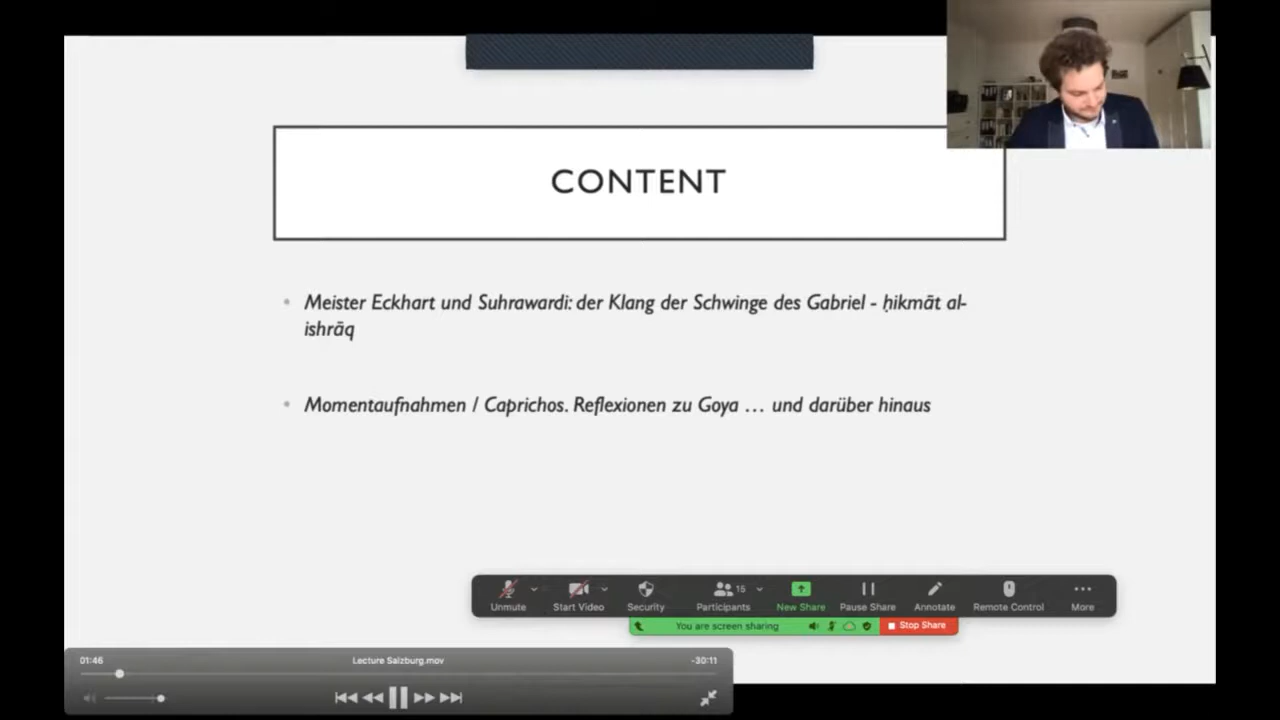 CONTENT
• Meister Eckhart und Suhrawardi: der Klang der Schwinge des Gabriel - ḥikmāt al-
ishrāq
• Momentaufnahmen / Caprichos. Reflexionen zu Goya … und darüber hinaus
Unmute Start Video Security Participants 15 New Share Pause Share Annotate Remote Control More
You are screen sharing Stop Share
01:46 Lecture Salzburg.mov -30:11